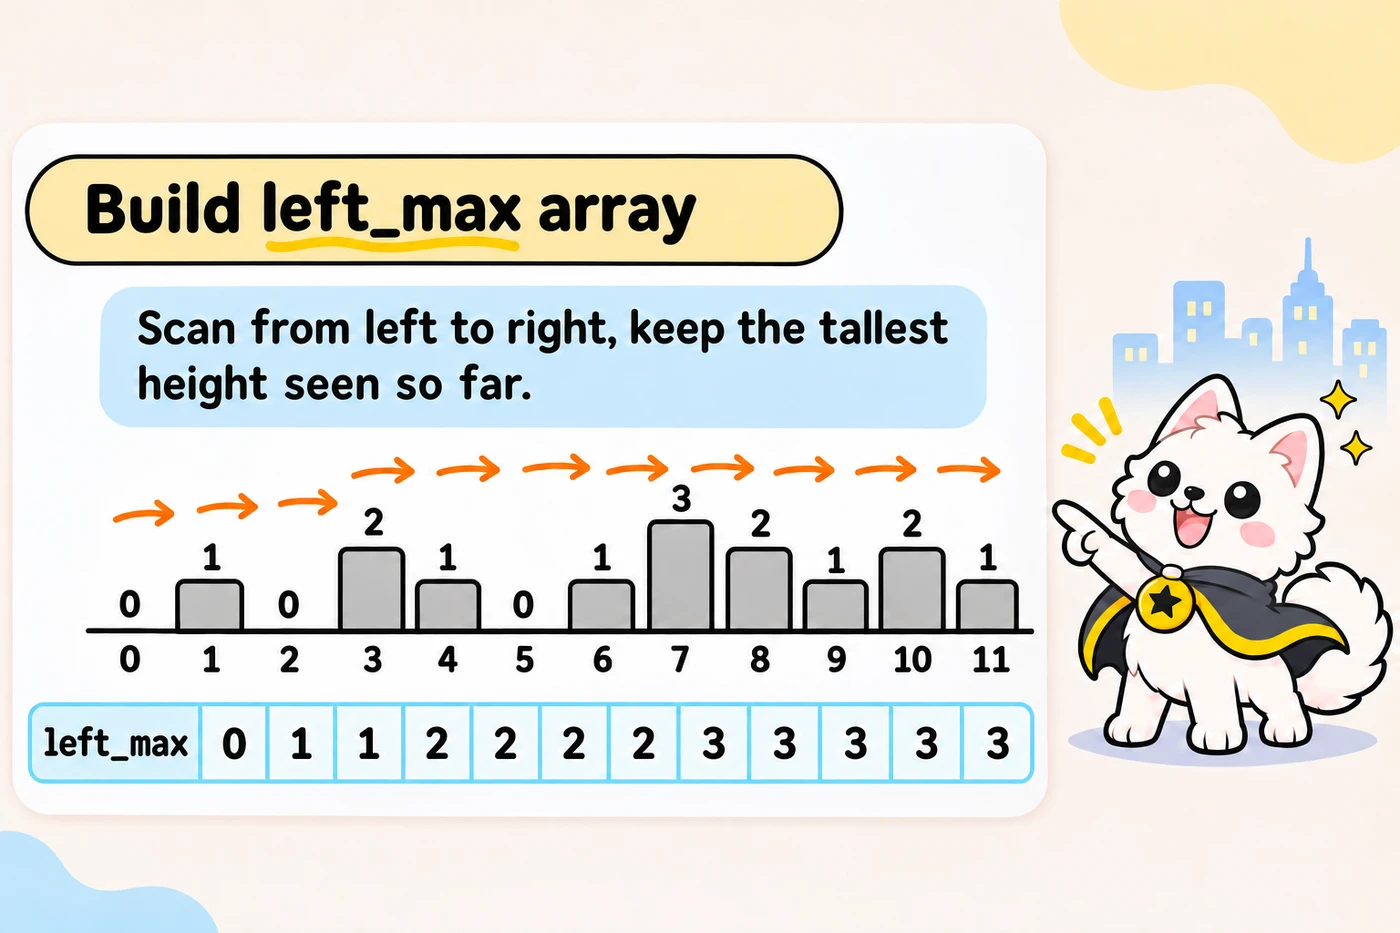 Build left_max array
Scan from left to right, keep the tallest
height seen so far.
0 1 0 2 1 0 1 3 2 1 2 1
0 1 2 3 4 5 6 7 8 9 10 11
left_max 0 1 1 2 2 2 2 3 3 3 3 3